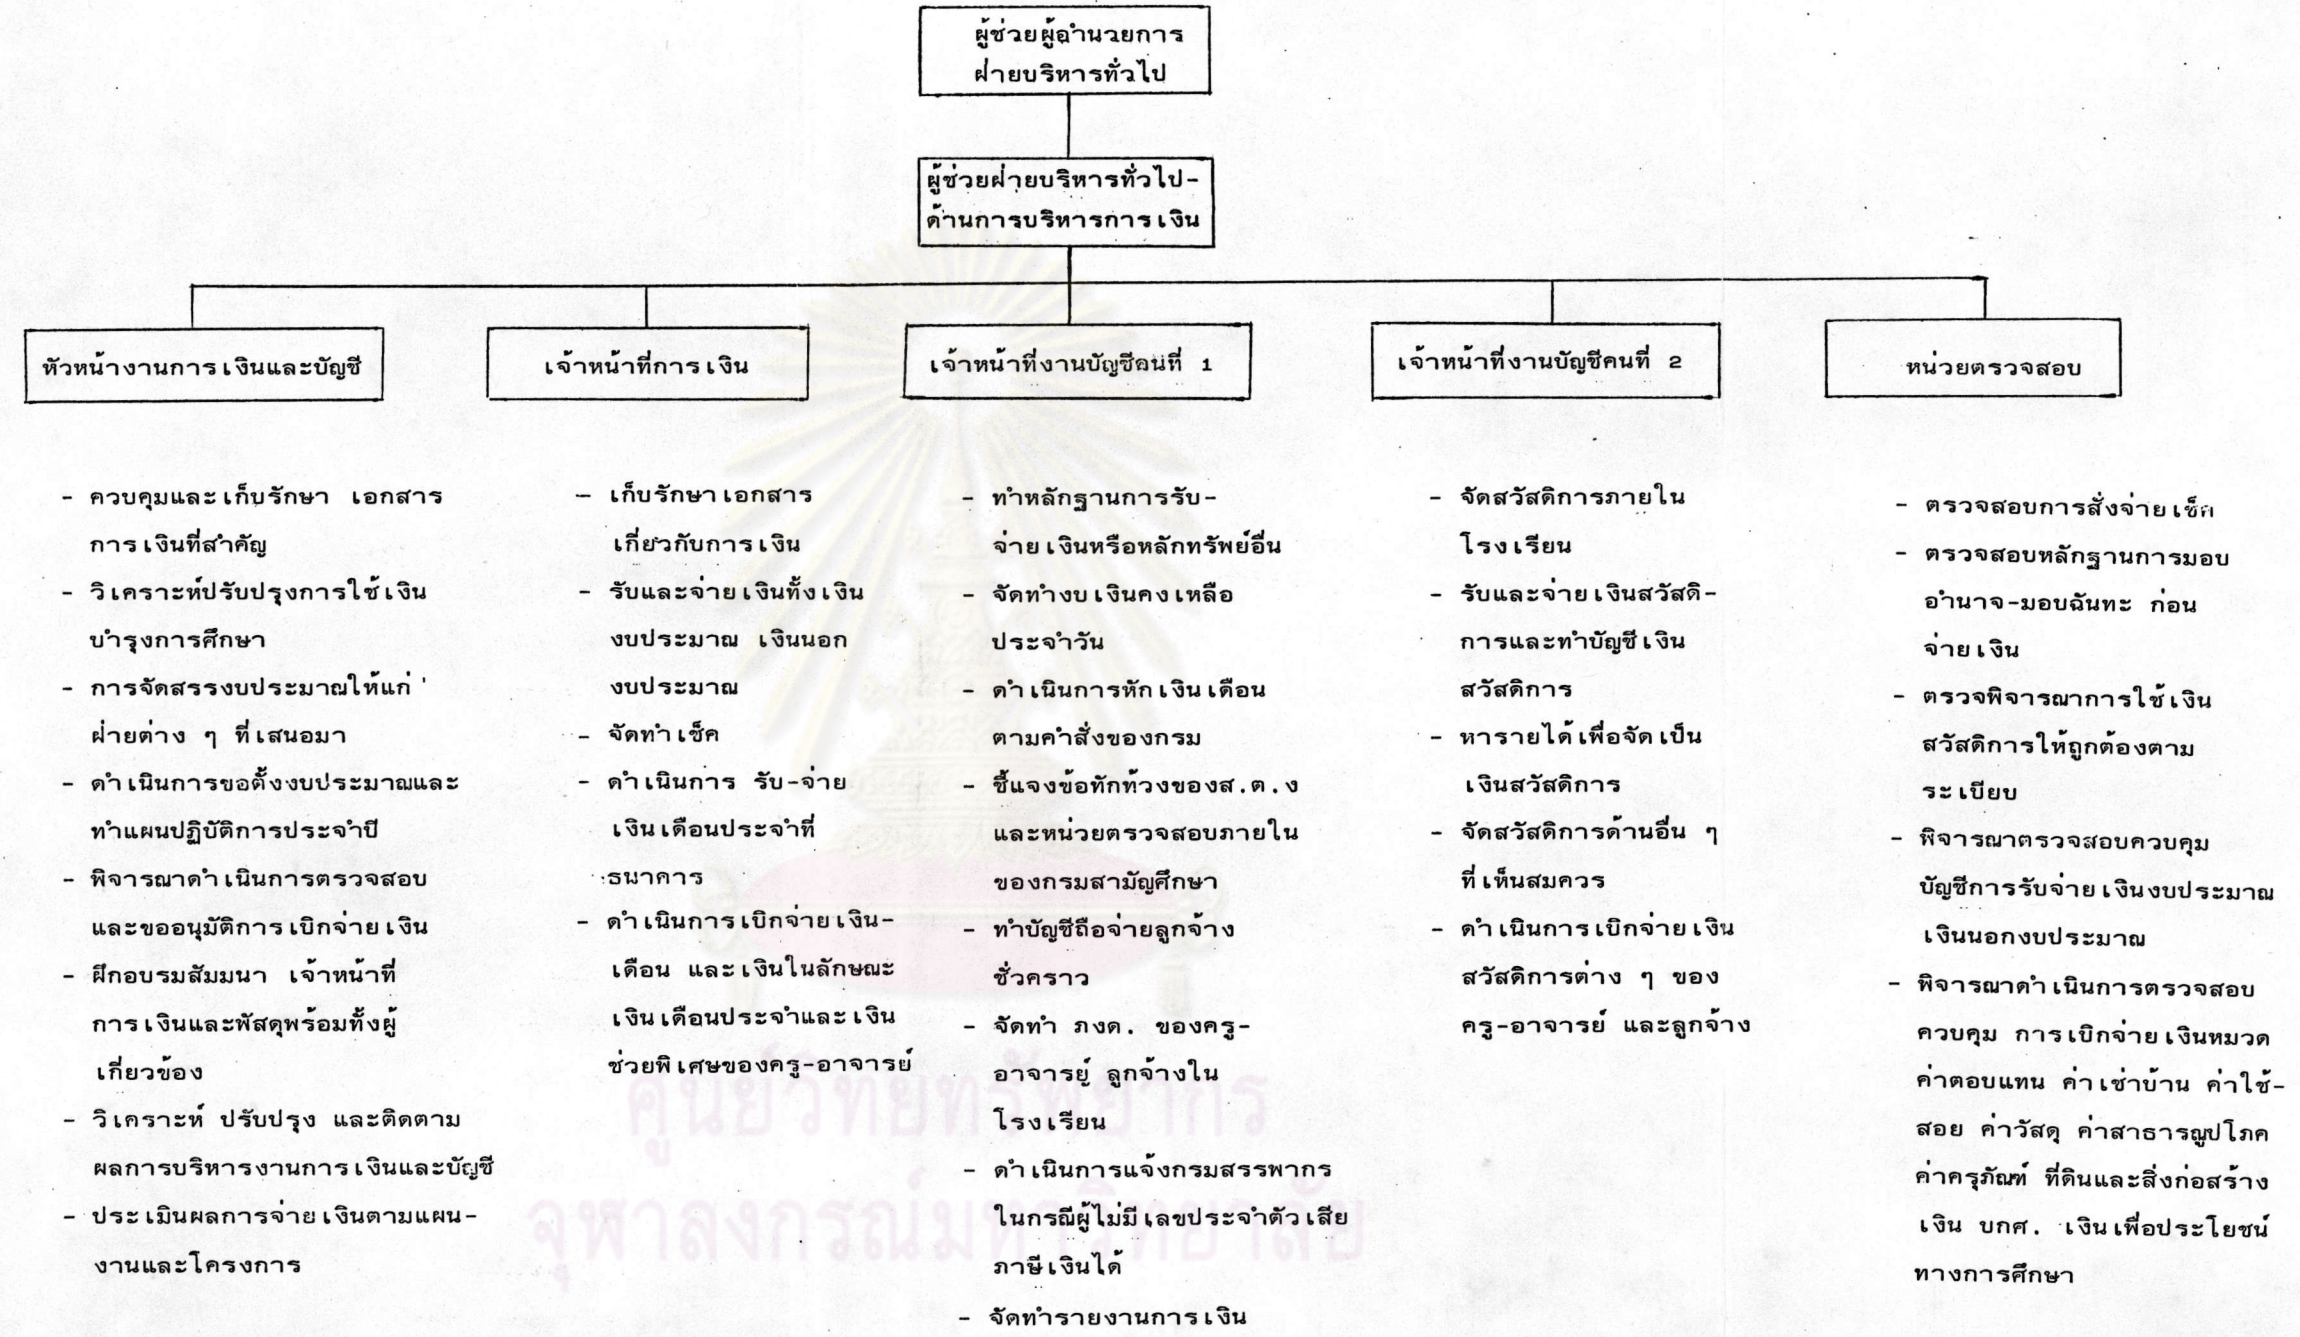 ผู้ช่วยผู้อำนวยการ
ฝ่ายบริหารทั่วไป
ผู้ช่วยฝ่ายบริหารทั่วไป-
ด้านการบริหารการเงิน
หัวหน้างานการเงินและบัญชี
- ควบคุมและเก็บรักษา เอกสาร
การเงินที่สำคัญ
- วิเคราะห์ปรับปรุงการใช้เงิน
บำรุงการศึกษา
- การจัดสรรงบประมาณให้แก่
ฝ่ายต่าง ๆ ที่เสนอมา
- ดำเนินการขอตั้งงบประมาณและ
ทำแผนปฏิบัติการประจำปี
- พิจารณาดำเนินการตรวจสอบ
และขออนุมัติการเบิกจ่ายเงิน
- ฝึกอบรมสัมมนา เจ้าหน้าที่
การเงินและพัสดุพร้อมทั้งผู้
เกี่ยวข้อง
- วิเคราะห์ ปรับปรุง และติดตาม
ผลการบริหารงานการเงินและบัญชี
- ประเมินผลการจ่ายเงินตามแผน-
งานและโครงการ
เจ้าหน้าที่การเงิน
- เก็บรักษาเอกสาร
เกี่ยวกับการเงิน
- รับและจ่ายเงินทั้งเงิน
งบประมาณ เงินนอก
งบประมาณ
- จัดทำเช็ค
- ดำเนินการ รับ-จ่าย
เงินเดือนประจำที่
ธนาคาร
- ดำเนินการเบิกจ่ายเงิน-
เดือน และเงินในลักษณะ
เงินเดือนประจำและเงิน
ช่วยพิเศษของครู-อาจารย์
เจ้าหน้าที่งานบัญชีคนที่ 1
- ทำหลักฐานการรับ-
จ่ายเงินหรือหลักทรัพย์อื่น
- จัดทำงบเงินคงเหลือ
ประจำวัน
- ดำเนินการหักเงินเดือน
ตามคำสั่งของกรม
- ชี้แจงข้อทักท้วงของส.ต.ง
และหน่วยตรวจสอบภายใน
ของกรมสามัญศึกษา
- ทำบัญชีถือจ่ายลูกจ้าง
ชั่วคราว
- จัดทำ ภงด. ของครู-
อาจารย์ ลูกจ้างใน
โรงเรียน
- ดำเนินการแจ้งกรมสรรพากร
ในกรณีผู้ไม่มีเลขประจำตัวเสีย
ภาษีเงินได้
- จัดทำรายงานการเงิน
เจ้าหน้าที่งานบัญชีคนที่ 2
- จัดสวัสดิการภายใน
โรงเรียน
- รับและจ่ายเงินสวัสดิ-
การและทำบัญชีเงิน
สวัสดิการ
- หารายได้เพื่อจัดเป็น
เงินสวัสดิการ
- จัดสวัสดิการด้านอื่น ๆ
ที่เห็นสมควร
- ดำเนินการเบิกจ่ายเงิน
สวัสดิการต่าง ๆ ของ
ครู-อาจารย์ และลูกจ้าง
หน่วยตรวจสอบ
- ตรวจสอบการสั่งจ่ายเช็ค
- ตรวจสอบหลักฐานการมอบ
อำนาจ-มอบฉันทะ ก่อน
จ่ายเงิน
- ตรวจพิจารณาการใช้เงิน
สวัสดิการให้ถูกต้องตาม
ระเบียบ
- พิจารณาตรวจสอบควบคุม
บัญชีการรับจ่ายเงินงบประมาณ
เงินนอกงบประมาณ
- พิจารณาดำเนินการตรวจสอบ
ควบคุม การเบิกจ่ายเงินหมวด
ค่าตอบแทน ค่าเช่าบ้าน ค่าใช้-
สอย ค่าวัสดุ ค่าสาธารณูปโภค
ค่าครุภัณฑ์ ที่ดินและสิ่งก่อสร้าง
เงิน บกศ. เงินเพื่อประโยชน์
ทางการศึกษา
ศูนย์วิทยทรัพยากร
จุฬาลงกรณ์มหาวิทยาลัย